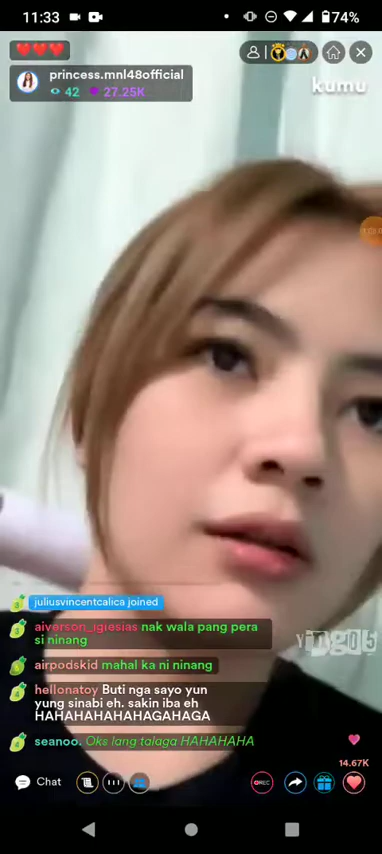 11:33
74%
princess.mnl48official
42 27.25K
kumu
juliusvincentcalica joined
aiverson_iglesias nak wala pang pera
si ninang
airpodskid mahal ka ni ninang
hellonatoy Buti nga sayo yun
yung sinabi eh. sakin iba eh
HAHAHAHAHAHAGAHAGA
seanoo. Oks lang talaga HAHAHAHA
14.67K
Chat
REC